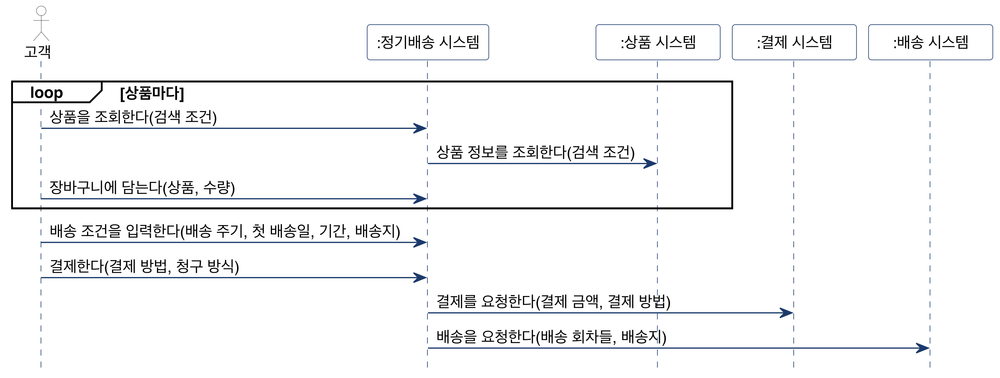 고객
:정기배송 시스템
:상품 시스템
:결제 시스템
:배송 시스템
loop [상품마다]
상품을 조회한다(검색 조건)
상품 정보를 조회한다(검색 조건)
장바구니에 담는다(상품, 수량)
배송 조건을 입력한다(배송 주기, 첫 배송일, 기간, 배송지)
결제한다(결제 방법, 청구 방식)
결제를 요청한다(결제 금액, 결제 방법)
배송을 요청한다(배송 회차들, 배송지)